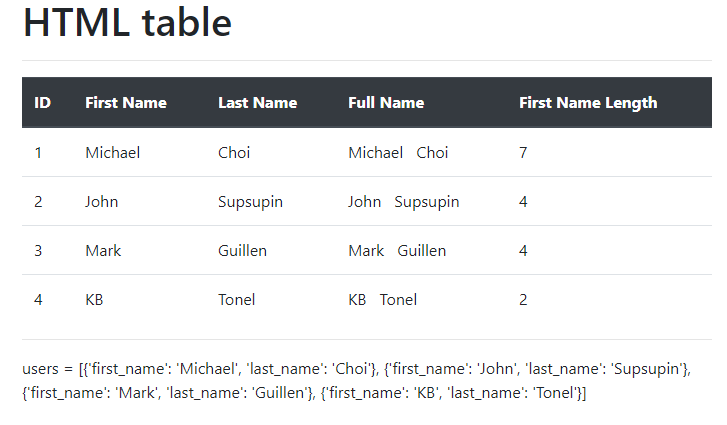 HTML table
ID First Name Last Name Full Name First Name Length
1 Michael Choi Michael Choi 7
2 John Supsupin John Supsupin 4
3 Mark Guillen Mark Guillen 4
4 KB Tonel KB Tonel 2
users = [{'first_name': 'Michael', 'last_name': 'Choi'}, {'first_name': 'John', 'last_name': 'Supsupin'},
{'first_name': 'Mark', 'last_name': 'Guillen'}, {'first_name': 'KB', 'last_name': 'Tonel'}]